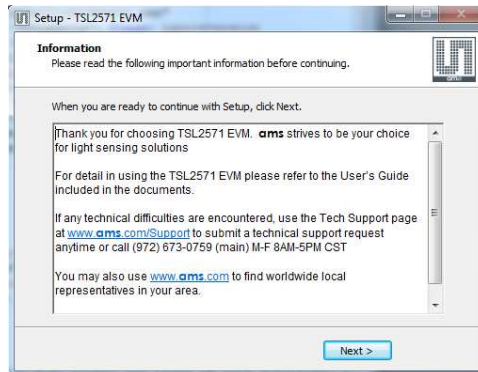 Setup - TSL2571 EVM
Information
Please read the following important information before continuing.
When you are ready to continue with Setup, click Next.
Thank you for choosing TSL2571 EVM. ams strives to be your choice
for light sensing solutions
For detail in using the TSL2571 EVM please refer to the User's Guide
included in the documents.
If any technical difficulties are encountered, use the Tech Support page
at www.ams.com/Support to submit a technical support request
anytime or call (972) 673-0759 (main) M-F 8AM-5PM CST
You may also use www.ams.com to find worldwide local
representatives in your area.
Next >